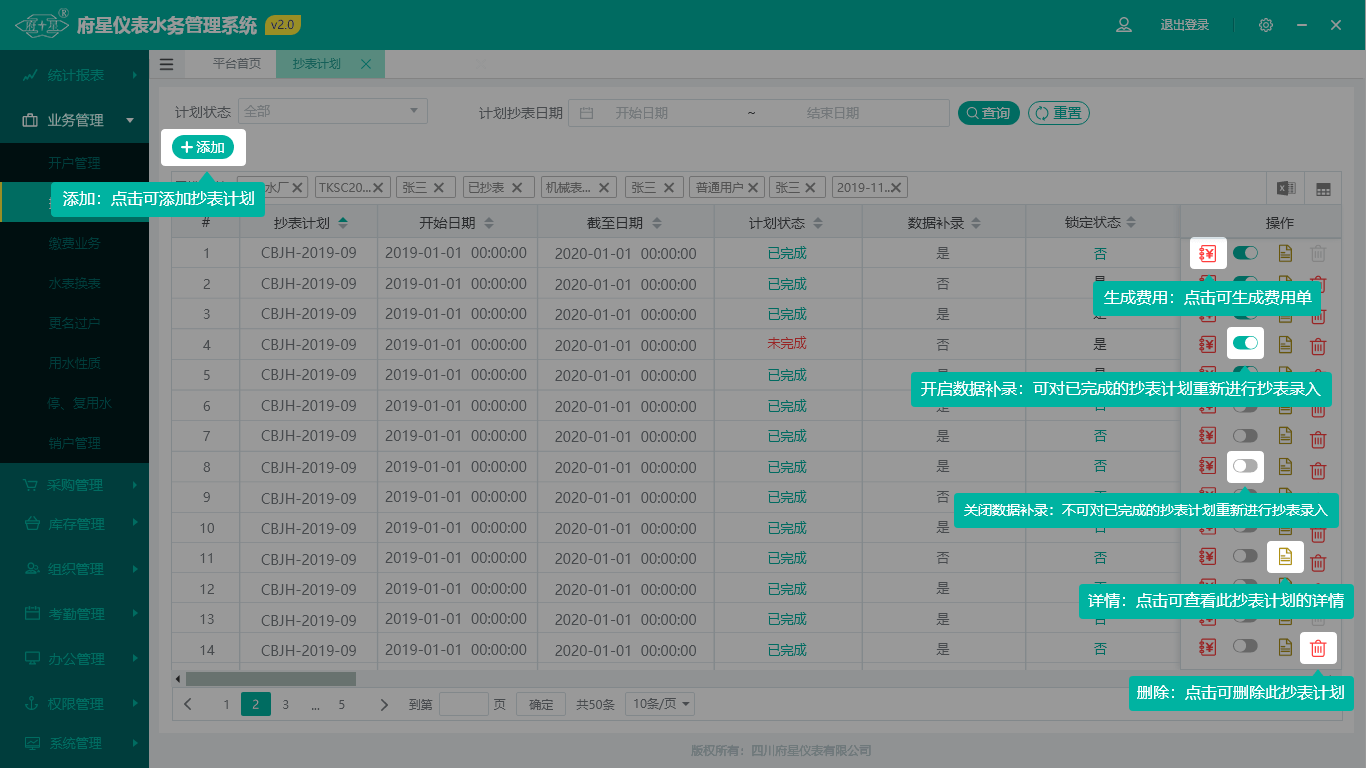 府星仪表水务管理系统 v2.0 退出登录
平台首页 抄表计划
统计报表
业务管理
开户管理
缴费业务
水表换表
更名过户
用水性质
停、复用水
销户管理
采购管理
库存管理
组织管理
考勤管理
办公管理
权限管理
系统管理
计划状态 全部 计划抄表日期 开始日期 ~ 结束日期 查询 重置
添加
添加：点击可添加抄表计划
水厂 TKSC20... 张三 已抄表 机械表... 张三 普通用户 张三 2019-11..
# 抄表计划 开始日期 截至日期 计划状态 数据补录 锁定状态 操作
1 CBJH-2019-09 2019-01-01 00:00:00 2020-01-01 00:00:00 已完成 是 否
2 CBJH-2019-09 2019-01-01 00:00:00 2020-01-01 00:00:00 已完成 否
生成费用：点击可生成费用单
3 CBJH-2019-09 2019-01-01 00:00:00 2020-01-01 00:00:00 已完成 是
4 CBJH-2019-09 2019-01-01 00:00:00 2020-01-01 00:00:00 未完成 否 是
5 CBJH-2019-09 2019-01-01 00:00:00 2020-01-01 00:00:00 已完成
开启数据补录：可对已完成的抄表计划重新进行抄表录入
6 CBJH-2019-09 2019-01-01 00:00:00 2020-01-01 00:00:00 已完成
7 CBJH-2019-09 2019-01-01 00:00:00 2020-01-01 00:00:00 已完成 是 否
8 CBJH-2019-09 2019-01-01 00:00:00 2020-01-01 00:00:00 已完成 是 否
9 CBJH-2019-09 2019-01-01 00:00:00 2020-01-01 00:00:00 已完成 否
关闭数据补录：不可对已完成的抄表计划重新进行抄表录入
10 CBJH-2019-09 2019-01-01 00:00:00 2020-01-01 00:00:00 已完成 是
11 CBJH-2019-09 2019-01-01 00:00:00 2020-01-01 00:00:00 已完成 否 否
12 CBJH-2019-09 2019-01-01 00:00:00 2020-01-01 00:00:00 已完成 是
详情：点击可查看此抄表计划的详情
13 CBJH-2019-09 2019-01-01 00:00:00 2020-01-01 00:00:00 已完成 是
14 CBJH-2019-09 2019-01-01 00:00:00 2020-01-01 00:00:00 已完成 是 否
删除：点击可删除此抄表计划
1 2 3 ... 5 到第 页 确定 共50条 10条/页
版权所有：四川府星仪表有限公司